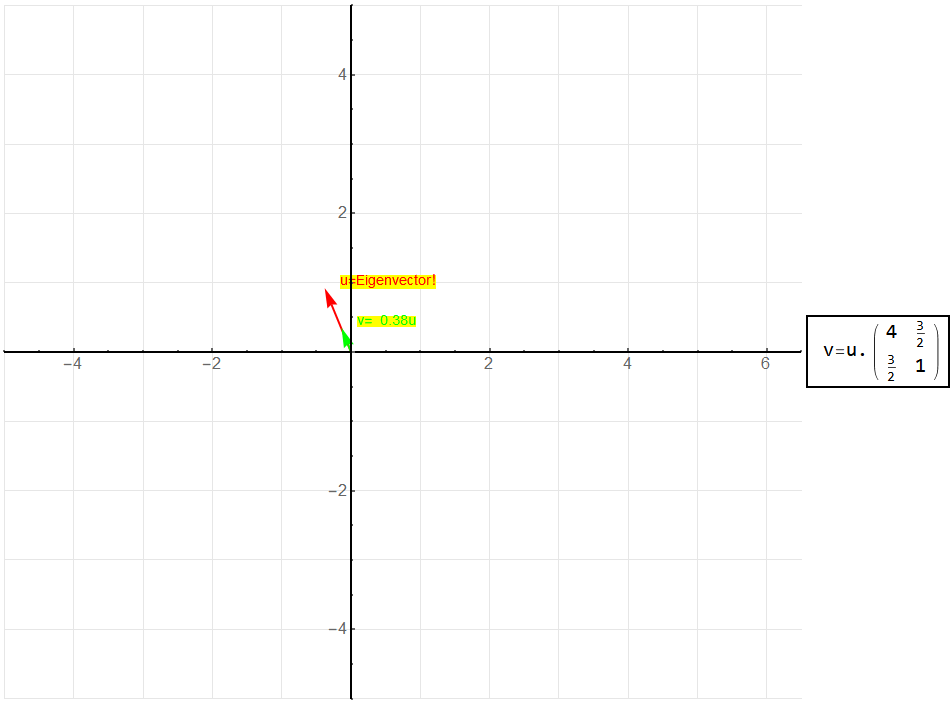 4
2
u=Eigenvector!
v= 0.38u
−4 −2 2 4 6
v=u.(4 3/2
3/2 1)
−2
−4